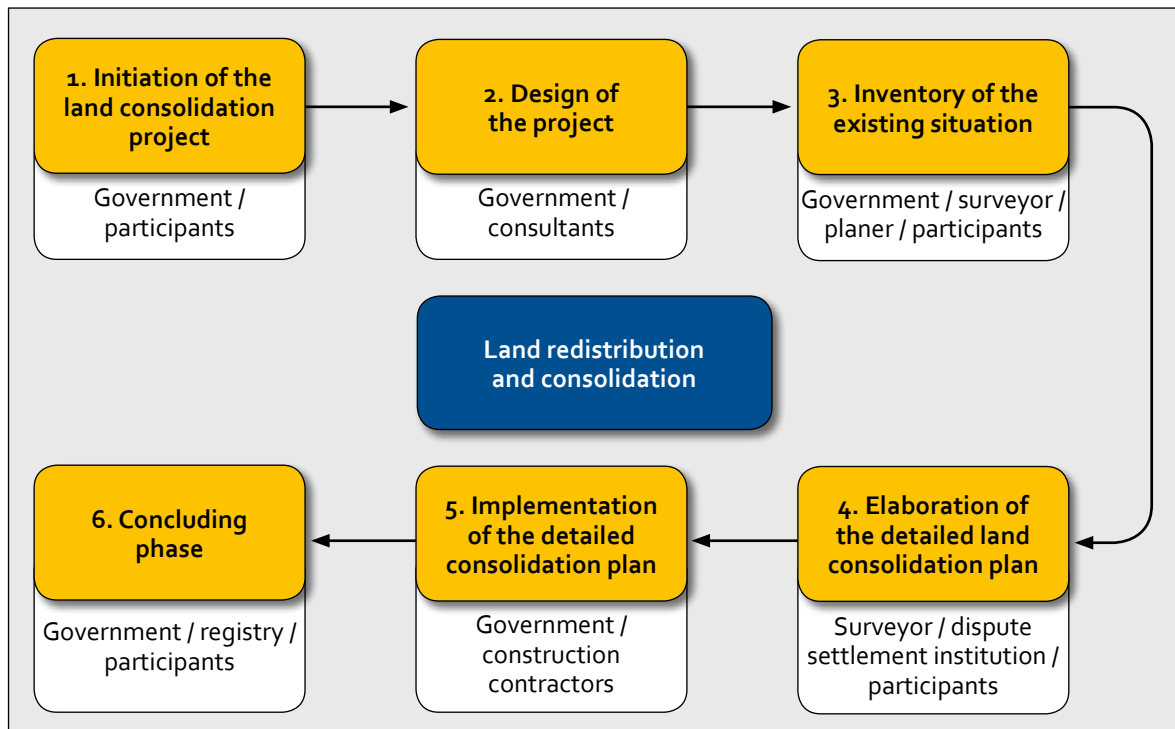 1. Initiation of the
land consolidation
project
Government /
participants
2. Design of
the project
Government /
consultants
3. Inventory of the
existing situation
Government / surveyor /
planer / participants
Land redistribution
and consolidation
4. Elaboration of
the detailed land
consolidation plan
Surveyor / dispute
settlement institution /
participants
5. Implementation
of the detailed
consolidation plan
Government /
construction
contractors
6. Concluding
phase
Government / registry /
participants